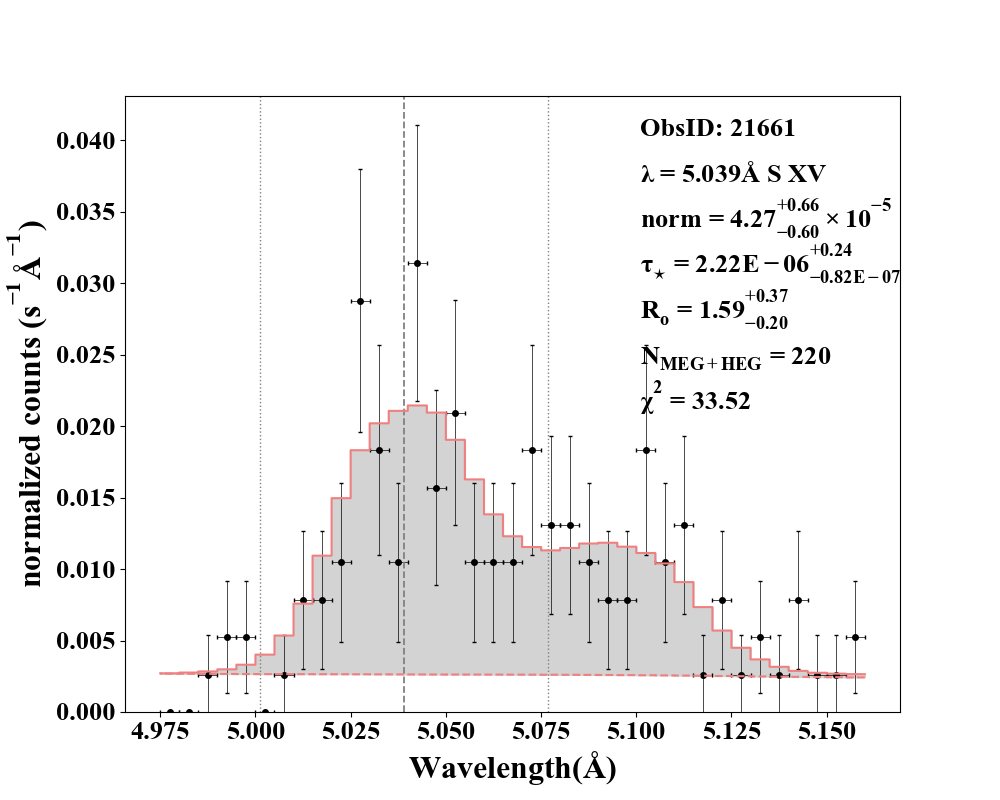 ObsID: 21661
λ = 5.039Å S XV
norm = 4.27 +0.66 −0.60 × 10−5
τ⋆ = 2.22E−06 +0.24 −0.82E−07
Ro = 1.59 +0.37 −0.20
NMEG+HEG = 220
χ2 = 33.52
normalized counts (s−1 Å−1)
0.040
0.035
0.030
0.025
0.020
0.015
0.010
0.005
0.000
4.975 5.000 5.025 5.050 5.075 5.100 5.125 5.150
Wavelength(Å)